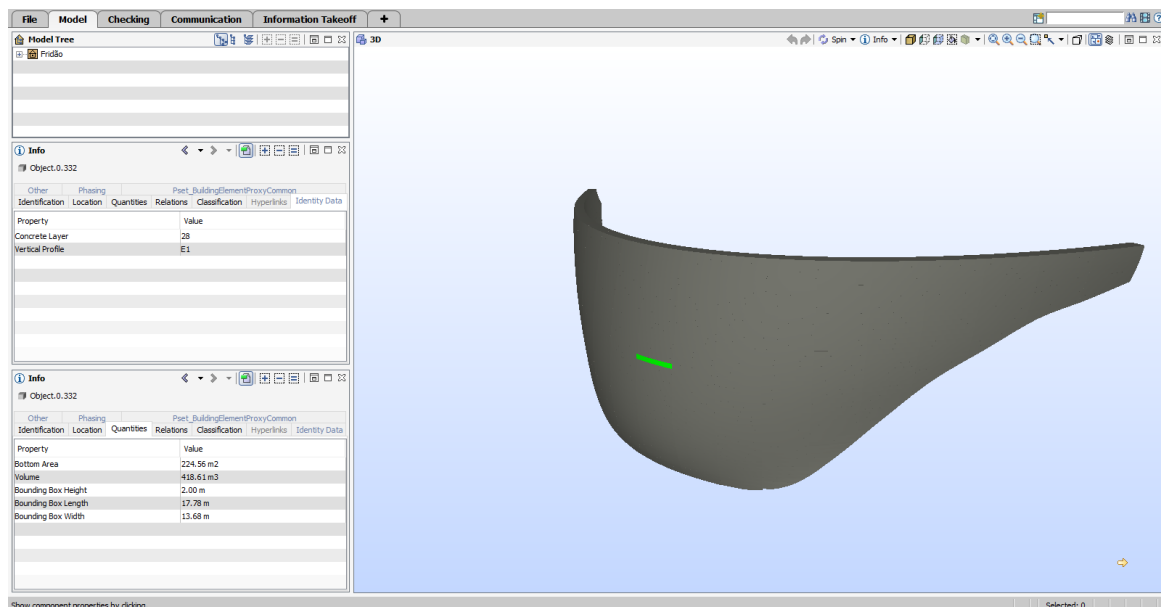 File Model Checking Communication Information Takeoff +
Model Tree
Fridão
3D
Spin Info
Info
Object.0.332
Other Phasing Pset_BuildingElementProxyCommon
Identification Location Quantities Relations Classification Hyperlinks Identity Data
Property Value
Concrete Layer 28
Vertical Profile E1
Info
Object.0.332
Other Phasing Pset_BuildingElementProxyCommon
Identification Location Quantities Relations Classification Hyperlinks Identity Data
Property Value
Bottom Area 224.56 m2
Volume 418.61 m3
Bounding Box Height 2.00 m
Bounding Box Length 17.78 m
Bounding Box Width 13.68 m
Show component properties by clicking Selected: 0